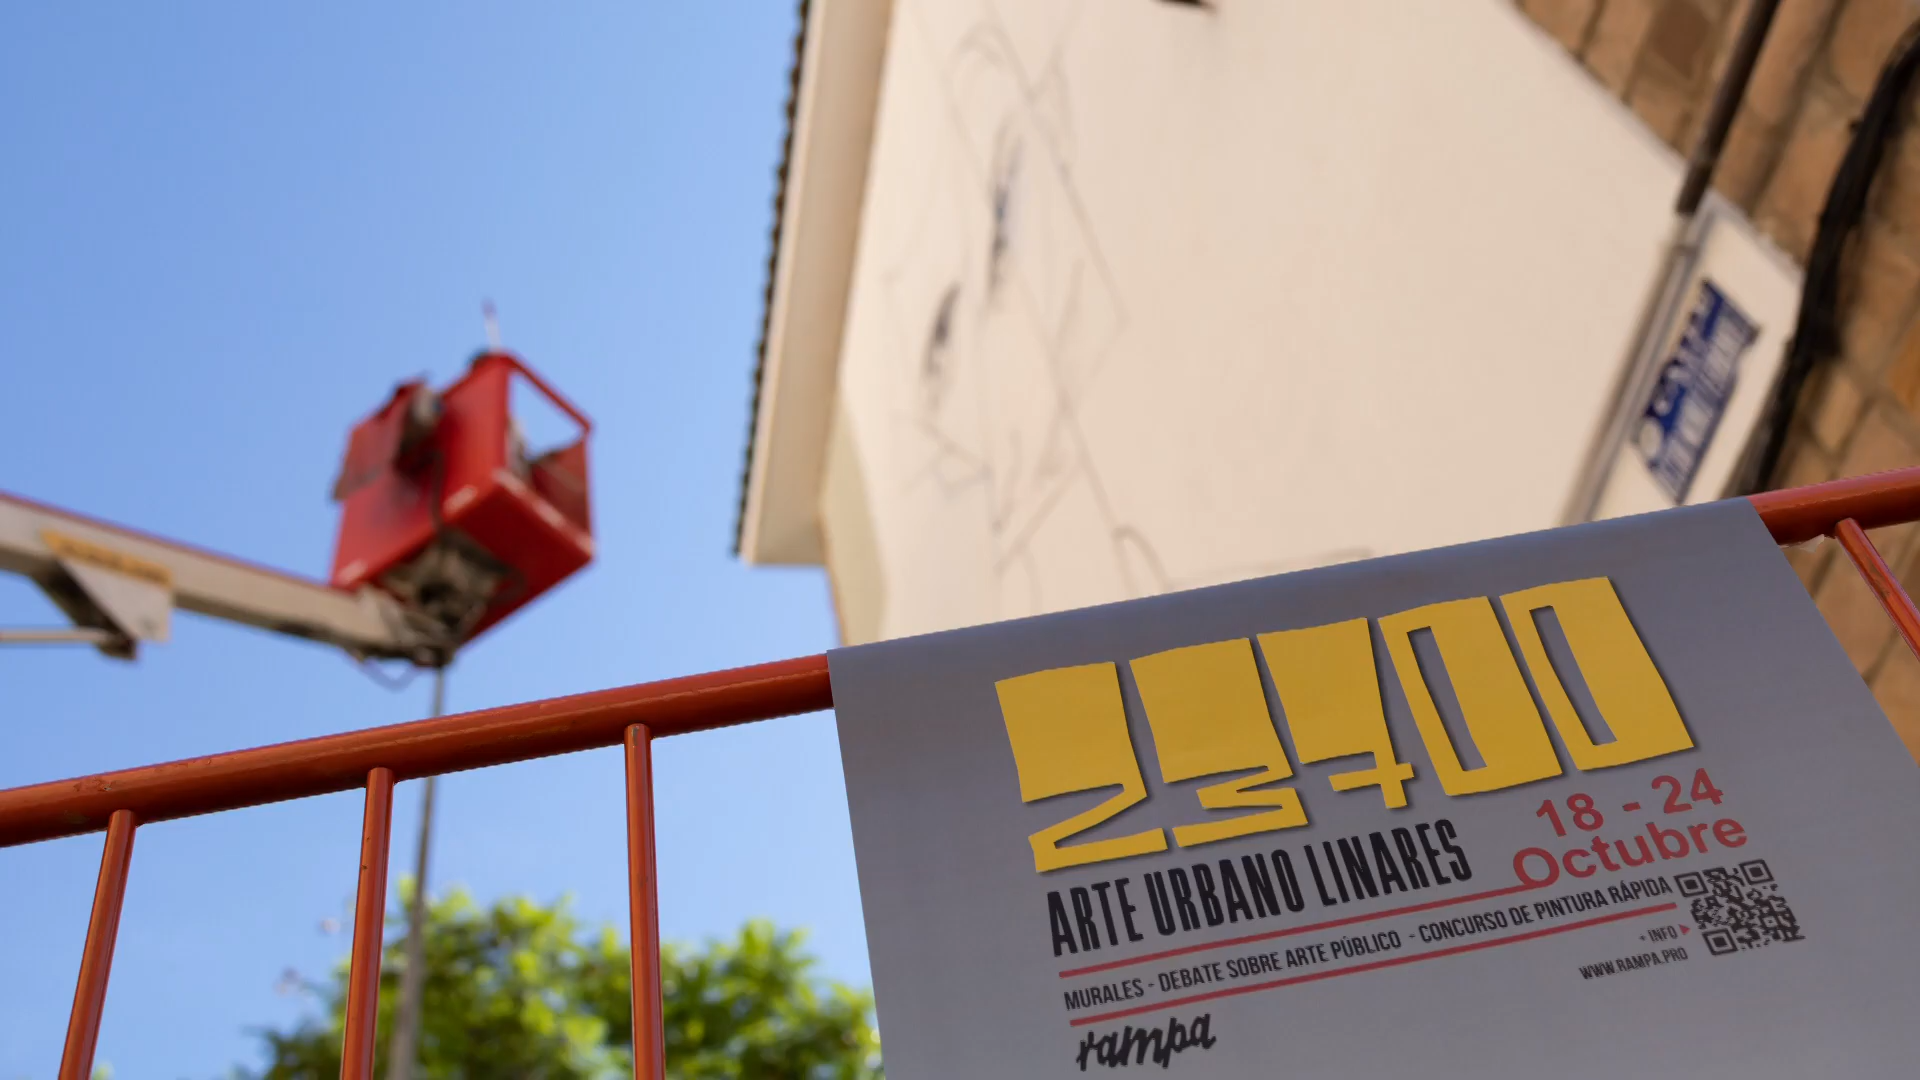 ARTE URBANO LINARES
18 - 24
Octubre
MURALES - DEBATE SOBRE ARTE PÚBLICO - CONCURSO DE PINTURA RÁPIDA
+ INFO
WWW.RAMPA.PRO
rampa